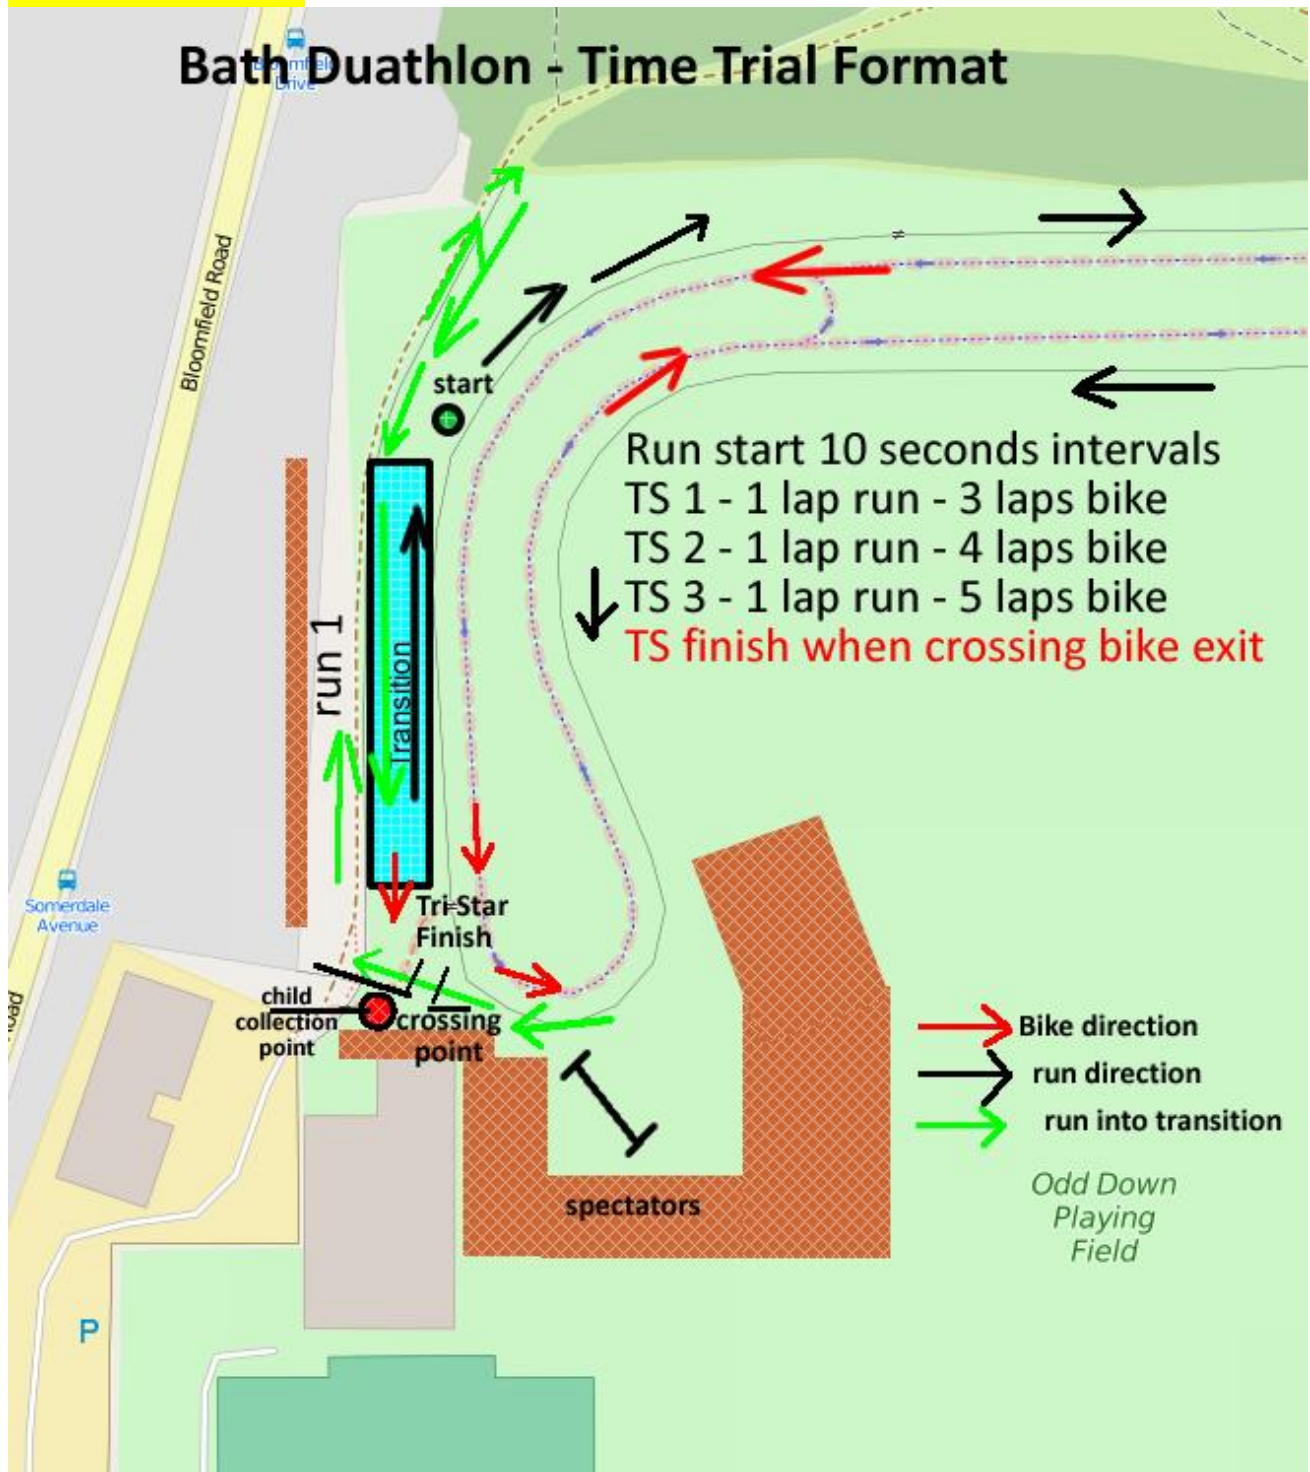 Bath Duathlon - Time Trial Format
Bloomfield
Drive
Bloomfield Road
start
Run start 10 seconds intervals
TS 1 - 1 lap run - 3 laps bike
TS 2 - 1 lap run - 4 laps bike
TS 3 - 1 lap run - 5 laps bike
TS finish when crossing bike exit
run 1
Transition
Somerdale
Avenue
Tri-Star
Finish
child
collection
point
crossing
point
Bike direction
run direction
run into transition
spectators
Odd Down
Playing
Field
P